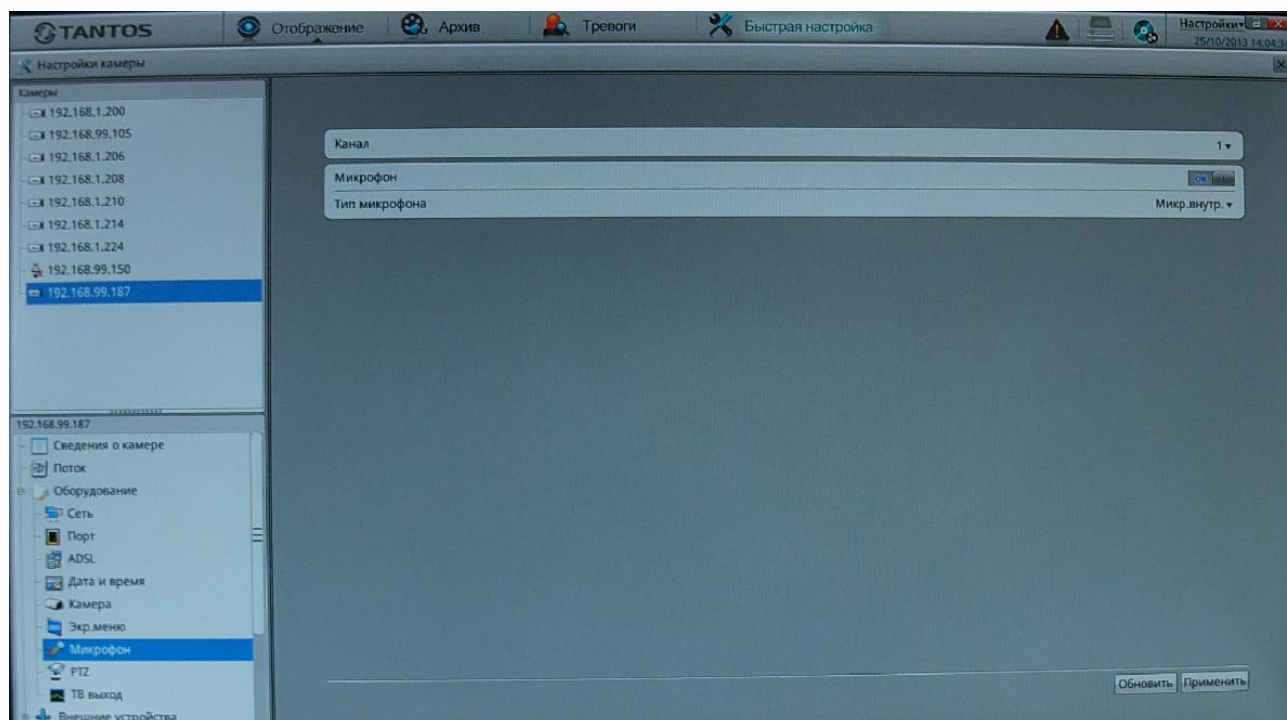 TANTOS
Отображение
Архив
Тревоги
Быстрая настройка
Настройки
25/10/2013 14:04:3
Настройки камеры
Камеры
192.168.1.200
192.168.99.105
192.168.1.206
192.168.1.208
192.168.1.210
192.168.1.214
192.168.1.224
192.168.99.150
192.168.99.187
Канал 1
Микрофон ON
Тип микрофона Микр.внутр.
192.168.99.187
Сведения о камере
Поток
Оборудование
Сеть
Порт
ADSL
Дата и время
Камера
Экр.меню
Микрофон
PTZ
ТВ выход
Внешние устройства
Обновить Применить